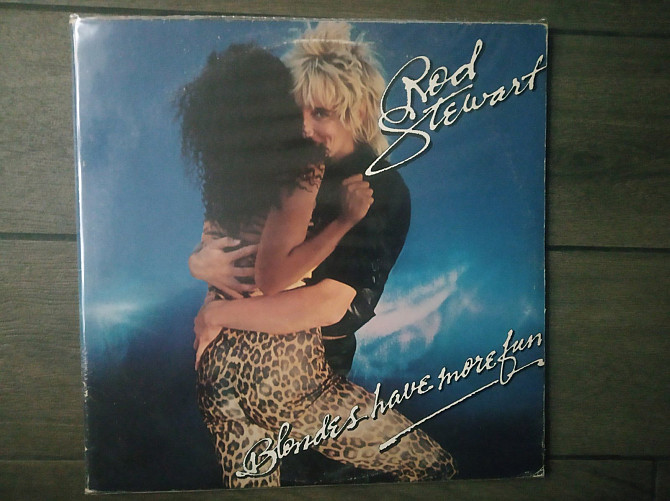 Rod
Stewart
Blondes have more fun